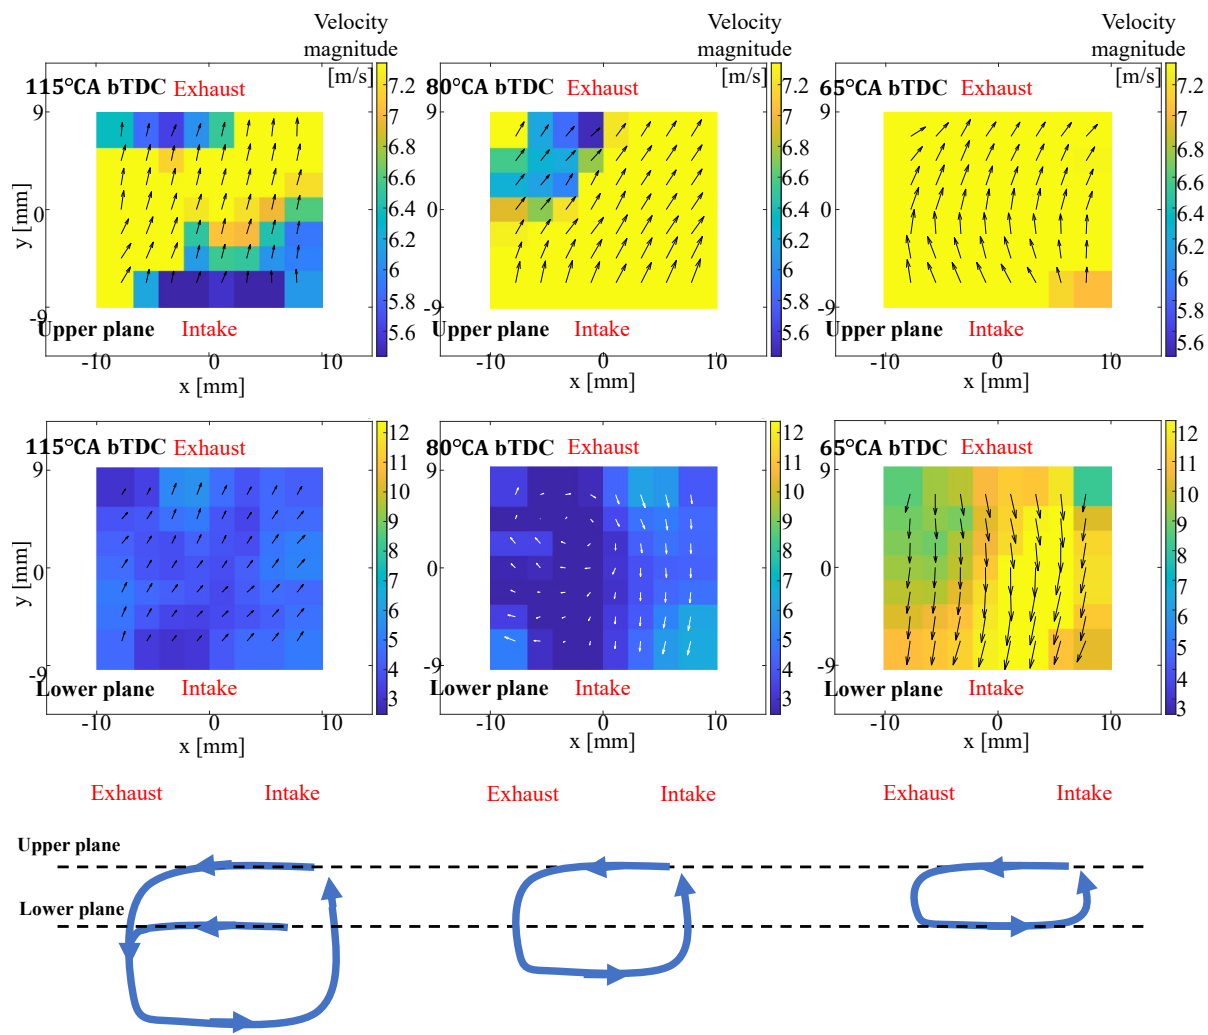 Velocity magnitude [m/s]
115°CA bTDC Exhaust
9
0
-9
y [mm]
Upper plane Intake
-10 0 10
x [mm]
7.2
7
6.8
6.6
6.4
6.2
6
5.8
5.6
Velocity magnitude [m/s]
80°CA bTDC Exhaust
9
0
-9
Upper plane Intake
-10 0 10
x [mm]
7.2
7
6.8
6.6
6.4
6.2
6
5.8
5.6
Velocity magnitude [m/s]
65°CA bTDC Exhaust
9
0
-9
Upper plane Intake
-10 0 10
x [mm]
7.2
7
6.8
6.6
6.4
6.2
6
5.8
5.6
115°CA bTDC Exhaust
9
0
-9
y [mm]
Lower plane Intake
-10 0 10
x [mm]
12
11
10
9
8
7
6
5
4
3
80°CA bTDC Exhaust
9
0
-9
Lower plane Intake
-10 0 10
x [mm]
12
11
10
9
8
7
6
5
4
3
65°CA bTDC Exhaust
9
0
-9
Lower plane Intake
-10 0 10
x [mm]
12
11
10
9
8
7
6
5
4
3
Exhaust Intake Exhaust Intake Exhaust Intake
Upper plane
Lower plane